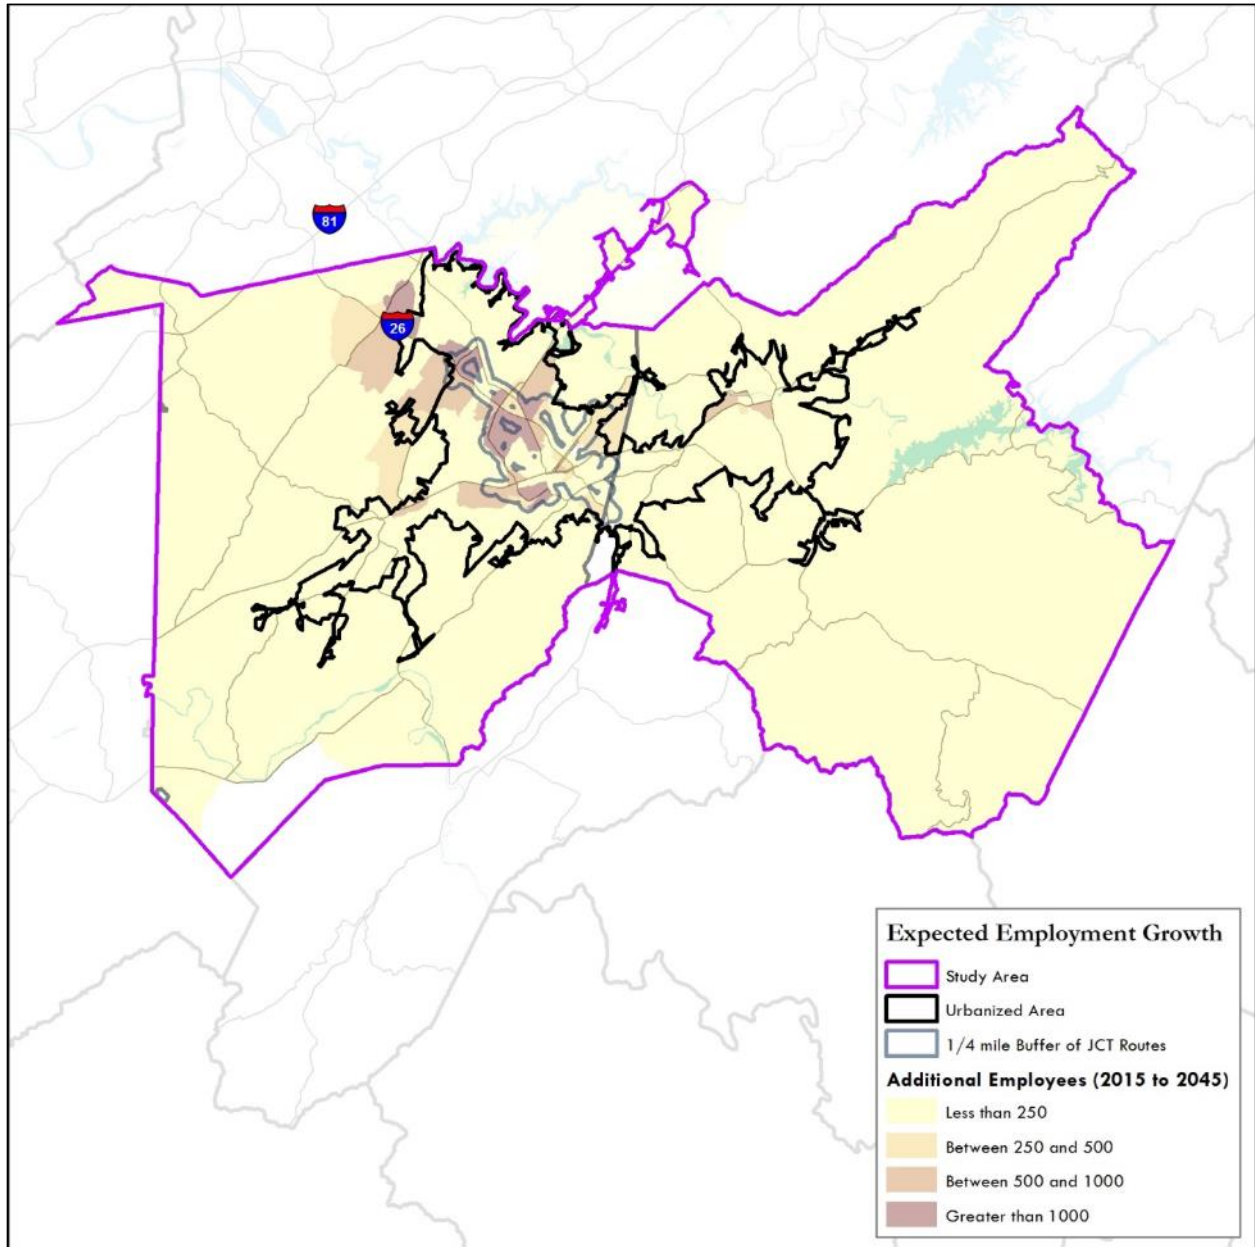 81
26
Expected Employment Growth
Study Area
Urbanized Area
1/4 mile Buffer of JCT Routes
Additional Employees (2015 to 2045)
Less than 250
Between 250 and 500
Between 500 and 1000
Greater than 1000